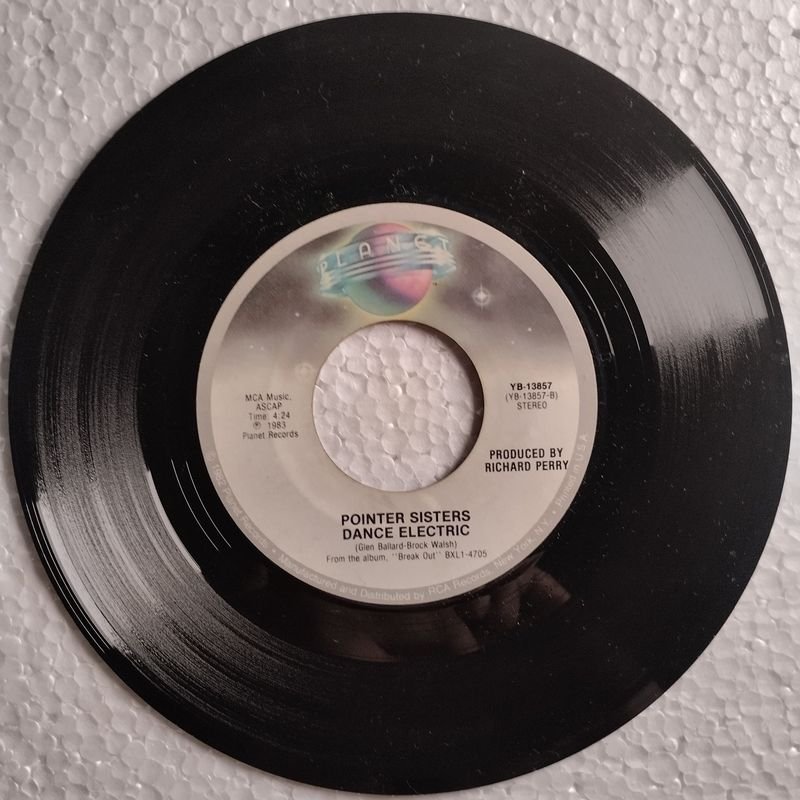 PLANET
MCA Music,
ASCAP
Time: 4:24
℗ 1983
Planet Records
YB-13857
(YB-13857-B)
STEREO
PRODUCED BY
RICHARD PERRY
POINTER SISTERS
DANCE ELECTRIC
(Glen Ballard-Brock Walsh)
From the album, "Break Out" BXL1-4705
Planet Records • Manufactured and Distributed by RCA Records, New York, N.Y. • Printed in U.S.A.